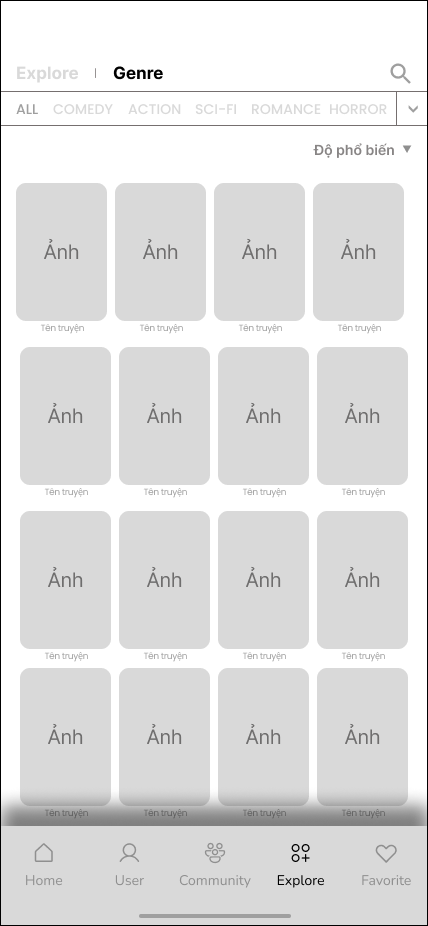 Explore | Genre
ALL COMEDY ACTION SCI-FI ROMANCE HORROR
Độ phổ biến ▼
Ảnh Ảnh Ảnh Ảnh
Tên truyện Tên truyện Tên truyện Tên truyện
Ảnh Ảnh Ảnh Ảnh
Tên truyện Tên truyện Tên truyện Tên truyện
Ảnh Ảnh Ảnh Ảnh
Tên truyện Tên truyện Tên truyện Tên truyện
Ảnh Ảnh Ảnh Ảnh
Tên truyện Tên truyện Tên truyện Tên truyện
Home User Community Explore Favorite